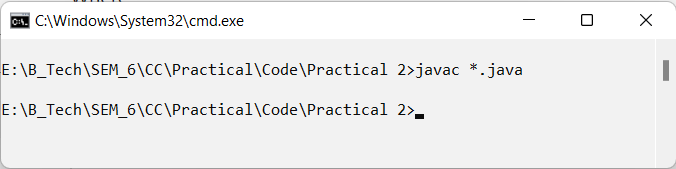 C:\Windows\System32\cmd.exe
E:\B_Tech\SEM_6\CC\Practical\Code\Practical 2>javac *.java
E:\B_Tech\SEM_6\CC\Practical\Code\Practical 2>